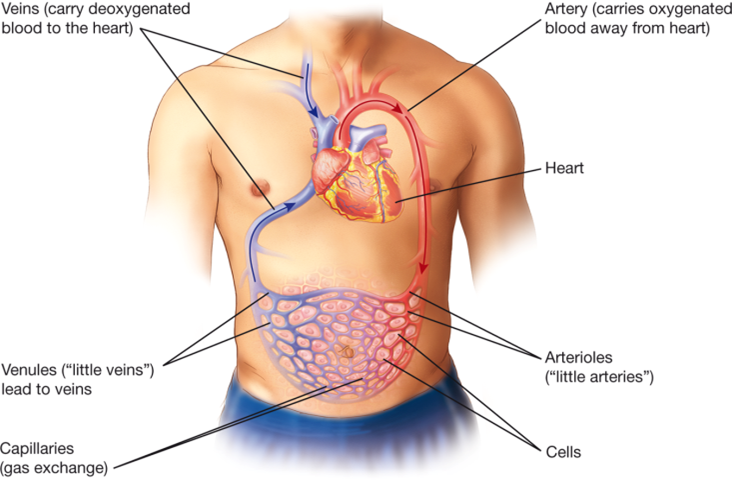 Veins (carry deoxygenated
blood to the heart)
Artery (carries oxygenated
blood away from heart)
Heart
Venules (“little veins”)
lead to veins
Arterioles
(“little arteries”)
Capillaries
(gas exchange)
Cells